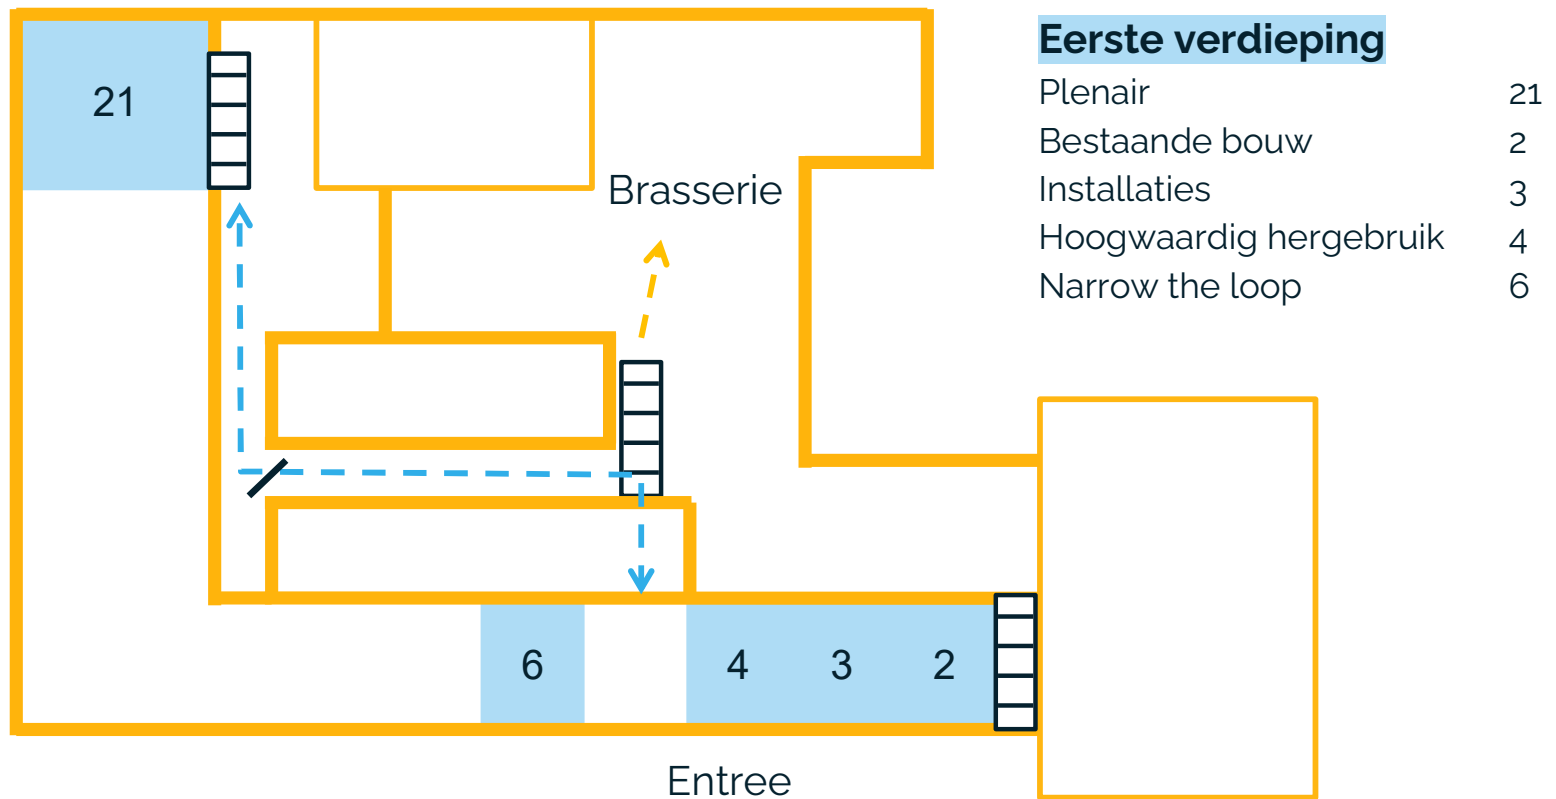 Eerste verdieping
Plenair 21
Bestaande bouw 2
Installaties 3
Hoogwaardig hergebruik 4
Narrow the loop 6
21
Brasserie
6 4 3 2
Entree